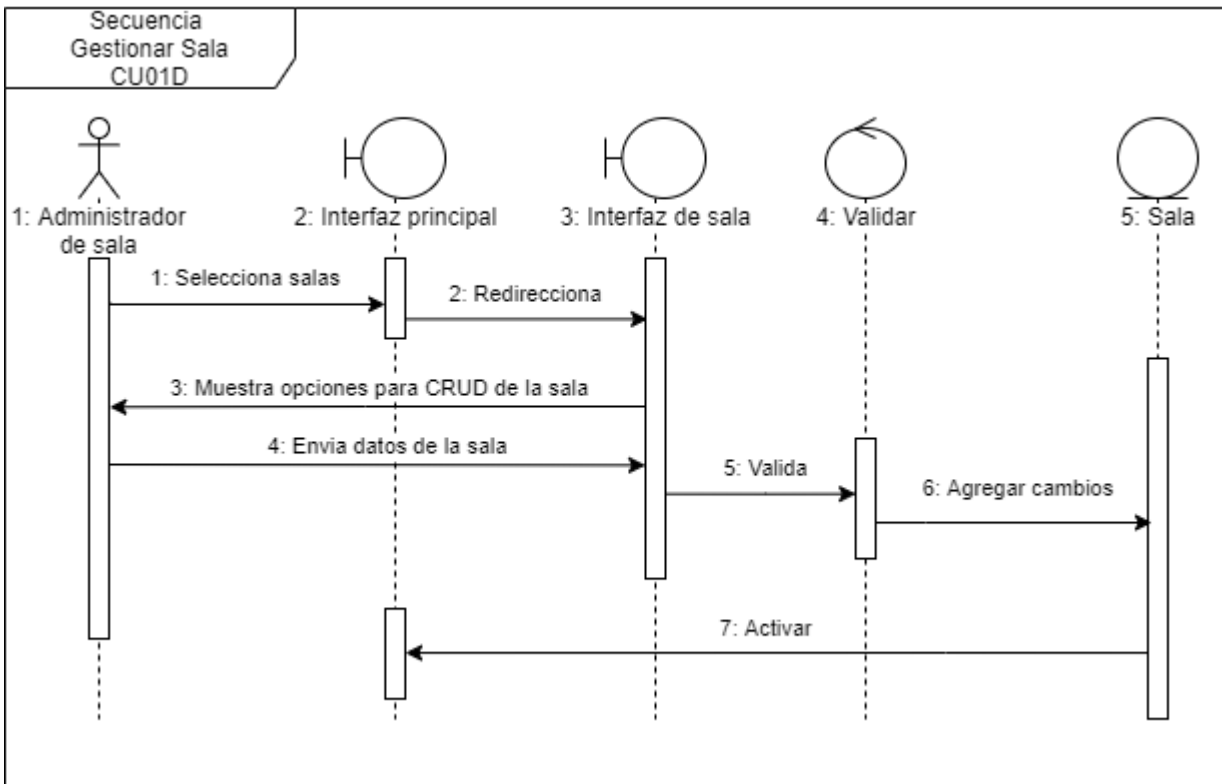 Secuencia
Gestionar Sala
CU01D
1: Administrador
de sala
2: Interfaz principal
3: Interfaz de sala
4: Validar
5: Sala
1: Selecciona salas
2: Redirecciona
3: Muestra opciones para CRUD de la sala
4: Envia datos de la sala
5: Valida
6: Agregar cambios
7: Activar